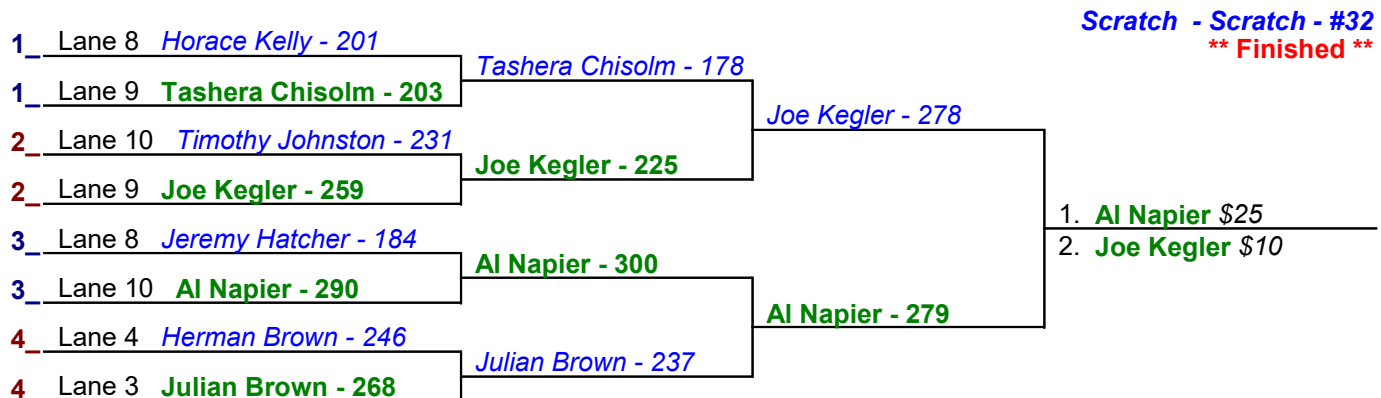 Scratch - Scratch - #32
** Finished **
1_ Lane 8 Horace Kelly - 201
1_ Lane 9 Tashera Chisolm - 203
2_ Lane 10 Timothy Johnston - 231
2_ Lane 9 Joe Kegler - 259
3_ Lane 8 Jeremy Hatcher - 184
3_ Lane 10 Al Napier - 290
4_ Lane 4 Herman Brown - 246
4 Lane 3 Julian Brown - 268
Tashera Chisolm - 178
Joe Kegler - 225
Al Napier - 300
Julian Brown - 237
Joe Kegler - 278
Al Napier - 279
1. Al Napier $25
2. Joe Kegler $10